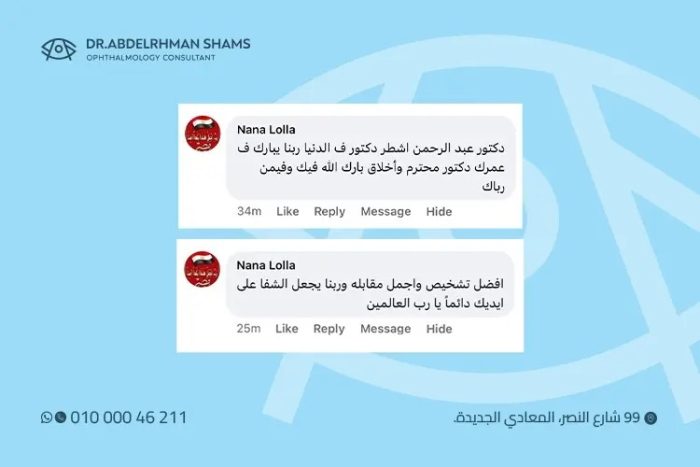 DR.ABDELRHMAN SHAMS
OPHTHALMOLOGY CONSULTANT
Nana Lolla
دكتور عبد الرحمن اشطر دكتور ف الدنيا ربنا يبارك ف
عمرك دكتور محترم وأخلاق بارك الله فيك وفيمن
رباك
34m Like Reply Message Hide
Nana Lolla
افضل تشخيص وأجمل مقابله وربنا يجعل الشفا على
ايديك دائماً يا رب العالمين
25m Like Reply Message Hide
010 000 46 211
99 شارع النصر، المعادي الجديدة.